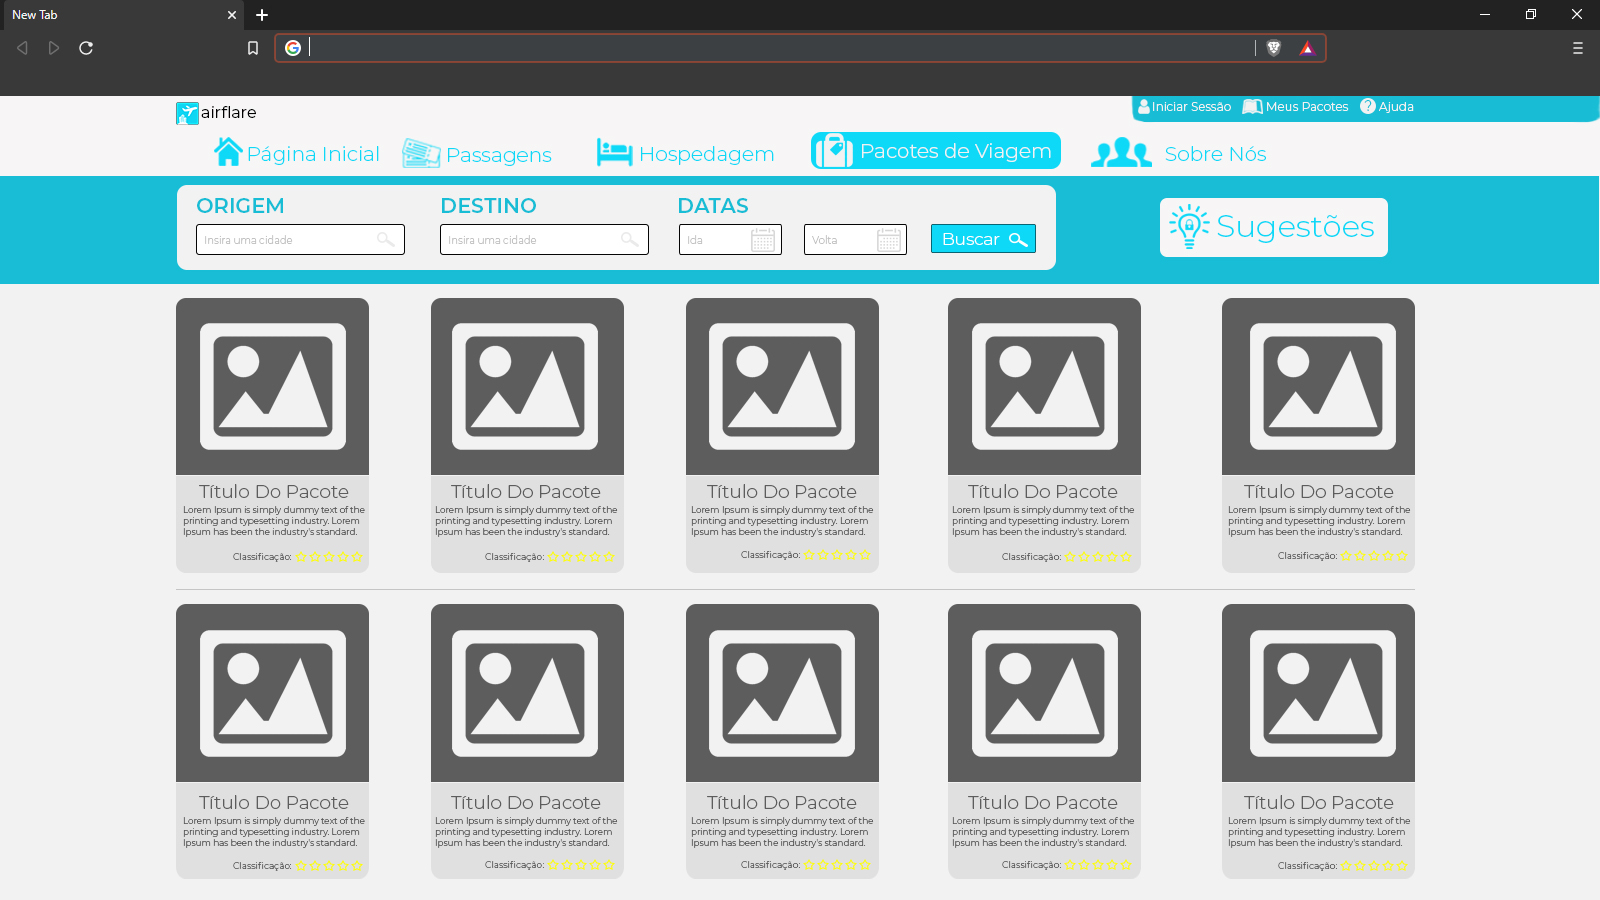 New Tab
airflare
Iniciar Sessão Meus Pacotes Ajuda
Página Inicial Passagens Hospedagem Pacotes de Viagem Sobre Nós
ORIGEM DESTINO DATAS
Insira uma cidade Insira uma cidade Ida Volta Buscar
Sugestões
Título Do Pacote
Lorem Ipsum is simply dummy text of the
printing and typesetting industry. Lorem
Ipsum has been the industry's standard.
Classificação:
Título Do Pacote
Lorem Ipsum is simply dummy text of the
printing and typesetting industry. Lorem
Ipsum has been the industry's standard.
Classificação:
Título Do Pacote
Lorem Ipsum is simply dummy text of the
printing and typesetting industry. Lorem
Ipsum has been the industry's standard.
Classificação:
Título Do Pacote
Lorem Ipsum is simply dummy text of the
printing and typesetting industry. Lorem
Ipsum has been the industry's standard.
Classificação:
Título Do Pacote
Lorem Ipsum is simply dummy text of the
printing and typesetting industry. Lorem
Ipsum has been the industry's standard.
Classificação:
Título Do Pacote
Lorem Ipsum is simply dummy text of the
printing and typesetting industry. Lorem
Ipsum has been the industry's standard.
Classificação:
Título Do Pacote
Lorem Ipsum is simply dummy text of the
printing and typesetting industry. Lorem
Ipsum has been the industry's standard.
Classificação:
Título Do Pacote
Lorem Ipsum is simply dummy text of the
printing and typesetting industry. Lorem
Ipsum has been the industry's standard.
Classificação:
Título Do Pacote
Lorem Ipsum is simply dummy text of the
printing and typesetting industry. Lorem
Ipsum has been the industry's standard.
Classificação:
Título Do Pacote
Lorem Ipsum is simply dummy text of the
printing and typesetting industry. Lorem
Ipsum has been the industry's standard.
Classificação: